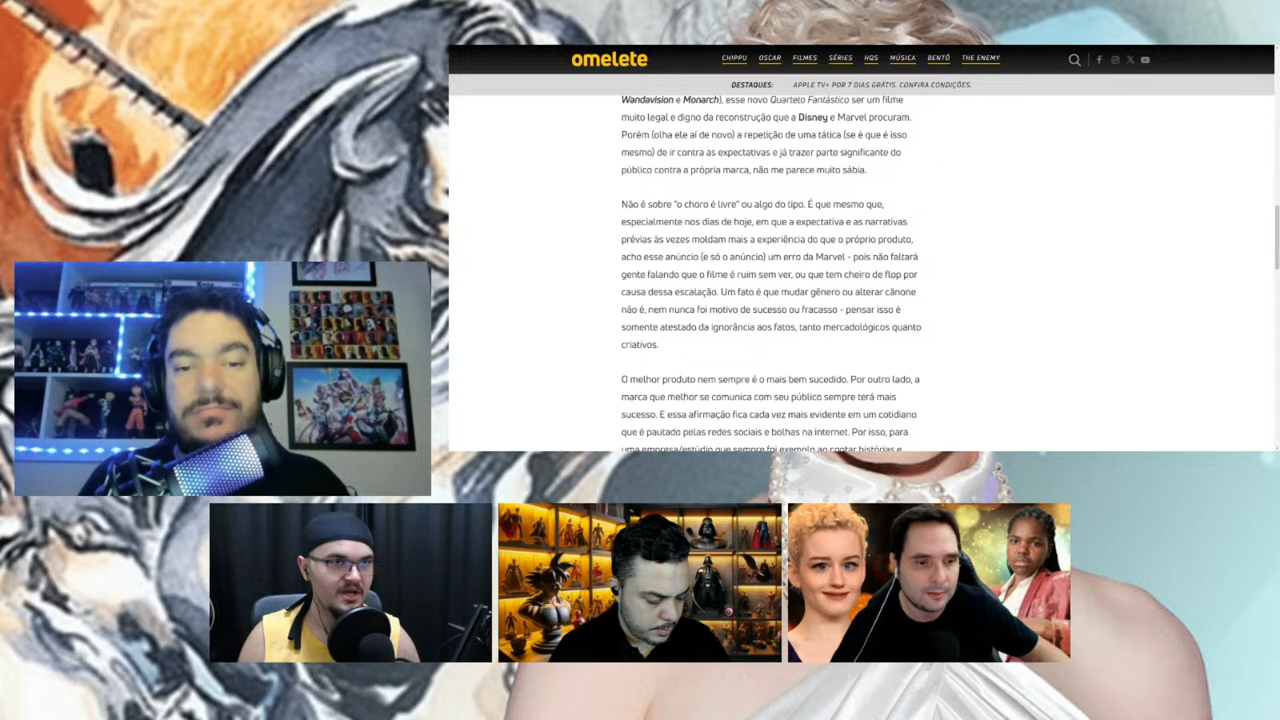 omelete
CHIPPU OSCAR FILMES SÉRIES HQS MÚSICA BENTÔ THE ENEMY
DESTAQUES: APPLE TV+ POR 7 DIAS GRÁTIS. CONFIRA CONDIÇÕES.
Wandavision e Monarch), esse novo Quarteto Fantástico ser um filme
muito legal e digno da reconstrução que a Disney e Marvel procuram.
Porém (olha ele aí de novo) a repetição de uma tática (se é que é isso
mesmo) de ir contra as expectativas e já trazer parte significante do
público contra a própria marca, não me parece muito sábia.
Não é sobre "o choro é livre" ou algo do tipo. É que mesmo que,
especialmente nos dias de hoje, em que a expectativa e as narrativas
prévias às vezes moldam mais a experiência do que o próprio produto,
acho esse anúncio (e só o anúncio) um erro da Marvel - pois não faltará
gente falando que o filme é ruim sem ver, ou que tem cheiro de flop por
causa dessa escalação. Um fato é que mudar gênero ou alterar cânone
não é, nem nunca foi motivo de sucesso ou fracasso - pensar isso é
somente atestado da ignorância aos fatos, tanto mercadológicos quanto
criativos.
O melhor produto nem sempre é o mais bem sucedido. Por outro lado, a
marca que melhor se comunica com seu público sempre terá mais
sucesso. E essa afirmação fica cada vez mais evidente em um cotidiano
que é pautado pelas redes sociais e bolhas na internet. Por isso, para
uma empresa/estúdio que sempre foi exemplo ao contar histórias e